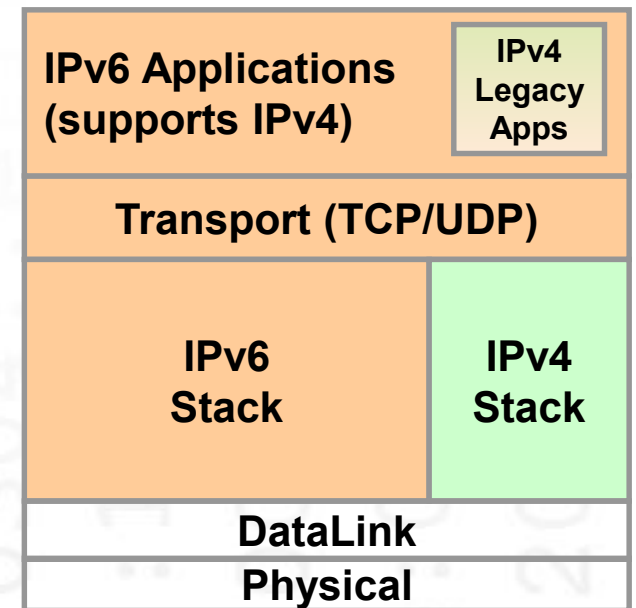 IPv6 Applications
(supports IPv4)
IPv4
Legacy
Apps
Transport (TCP/UDP)
IPv6
Stack
IPv4
Stack
DataLink
Physical